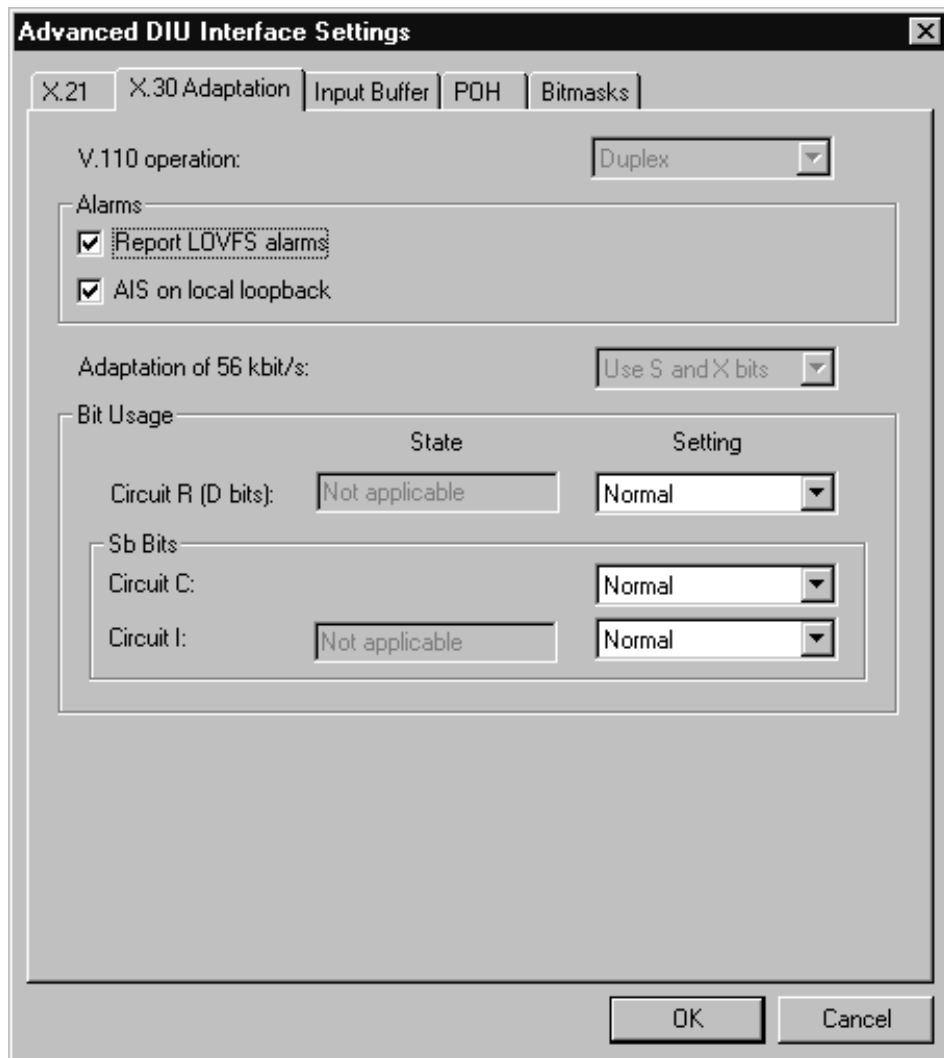 Advanced DIU Interface Settings
X.21 X.30 Adaptation Input Buffer POH Bitmasks
V.110 operation: Duplex
Alarms
Report LOVFS alarms
AIS on local loopback
Adaptation of 56 kbit/s: Use S and X bits
Bit Usage
State Setting
Circuit R (D bits): Not applicable Normal
Sb Bits
Circuit C: Normal
Circuit I: Not applicable Normal
OK Cancel